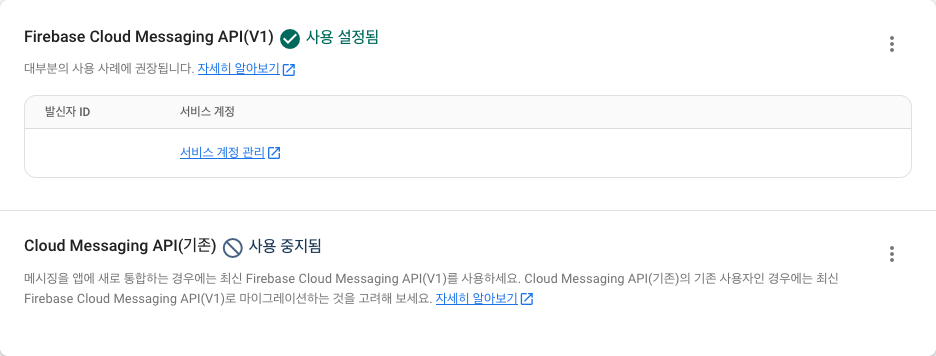 Firebase Cloud Messaging API(V1) 사용 설정됨
대부분의 사용 사례에 권장됩니다. 자세히 알아보기
발신자 ID 서비스 계정
서비스 계정 관리
Cloud Messaging API(기존) 사용 중지됨
메시징을 앱에 새로 통합하는 경우에는 최신 Firebase Cloud Messaging API(V1)를 사용하세요. Cloud Messaging API(기존)의 기존 사용자인 경우에는 최신
Firebase Cloud Messaging API(V1)로 마이그레이션하는 것을 고려해 보세요. 자세히 알아보기